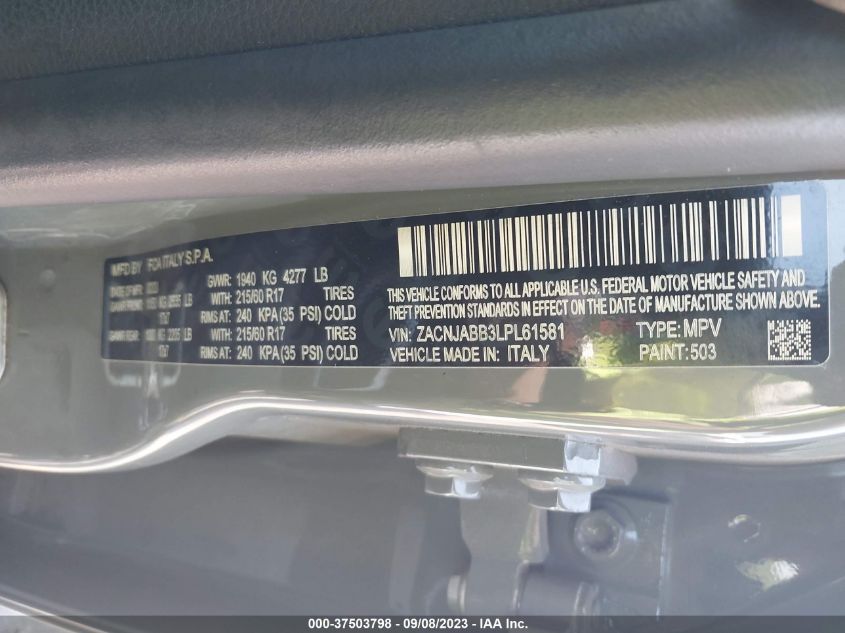 MFD BY FCA ITALY S.P.A.
GVWR: 1940 KG 4277 LB
WITH 215/60 R17 TIRES
RIMS AT: 240 KPA (35 PSI) COLD
WITH: 215/60 R17 TIRES
RIMS AT: 240 KPA (35 PSI) COLD
THIS VEHICLE CONFORMS TO ALL APPLICABLE U.S. FEDERAL MOTOR VEHICLE SAFETY AND
THEFT PREVENTION STANDARDS IN EFFECT ON THE DATE OF MANUFACTURE SHOWN ABOVE.
VIN: ZACNJABB3LPL61581 TYPE: MPV
VEHICLE MADE IN: ITALY PAINT: 503
000-37503798 - 09/08/2023 - IAA Inc.